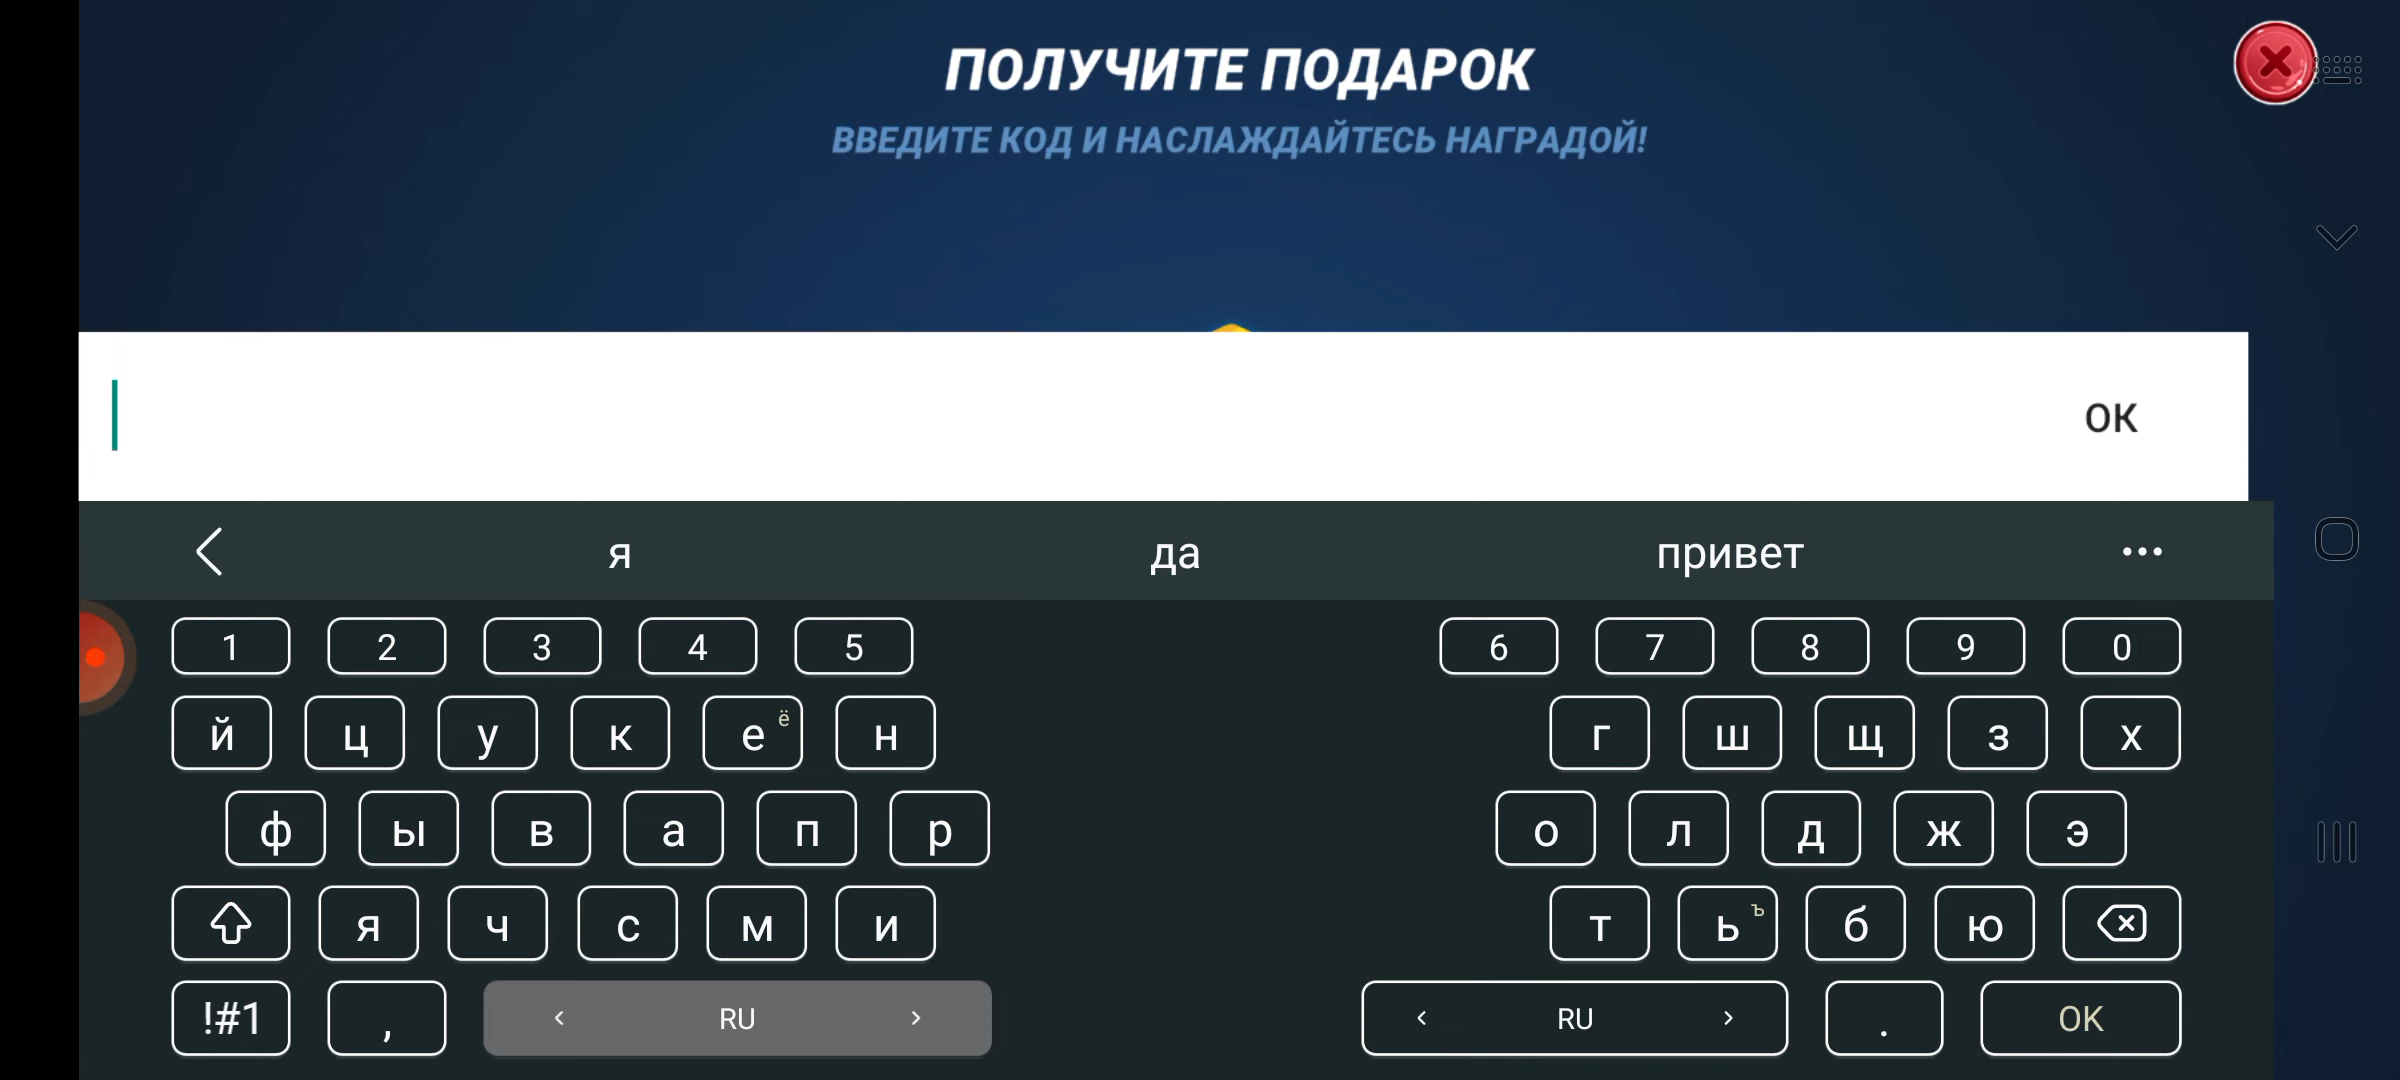 ПОЛУЧИТЕ ПОДАРОК
ВВЕДИТЕ КОД И НАСЛАЖДАЙТЕСЬ НАГРАДОЙ!
ОК
я да привет
1 2 3 4 5 6 7 8 9 0
й ц у к е ё н г ш щ з х
ф ы в а п р о л д ж э
я ч с м и т ь ъ б ю
!#1 , < RU > < RU > . OK